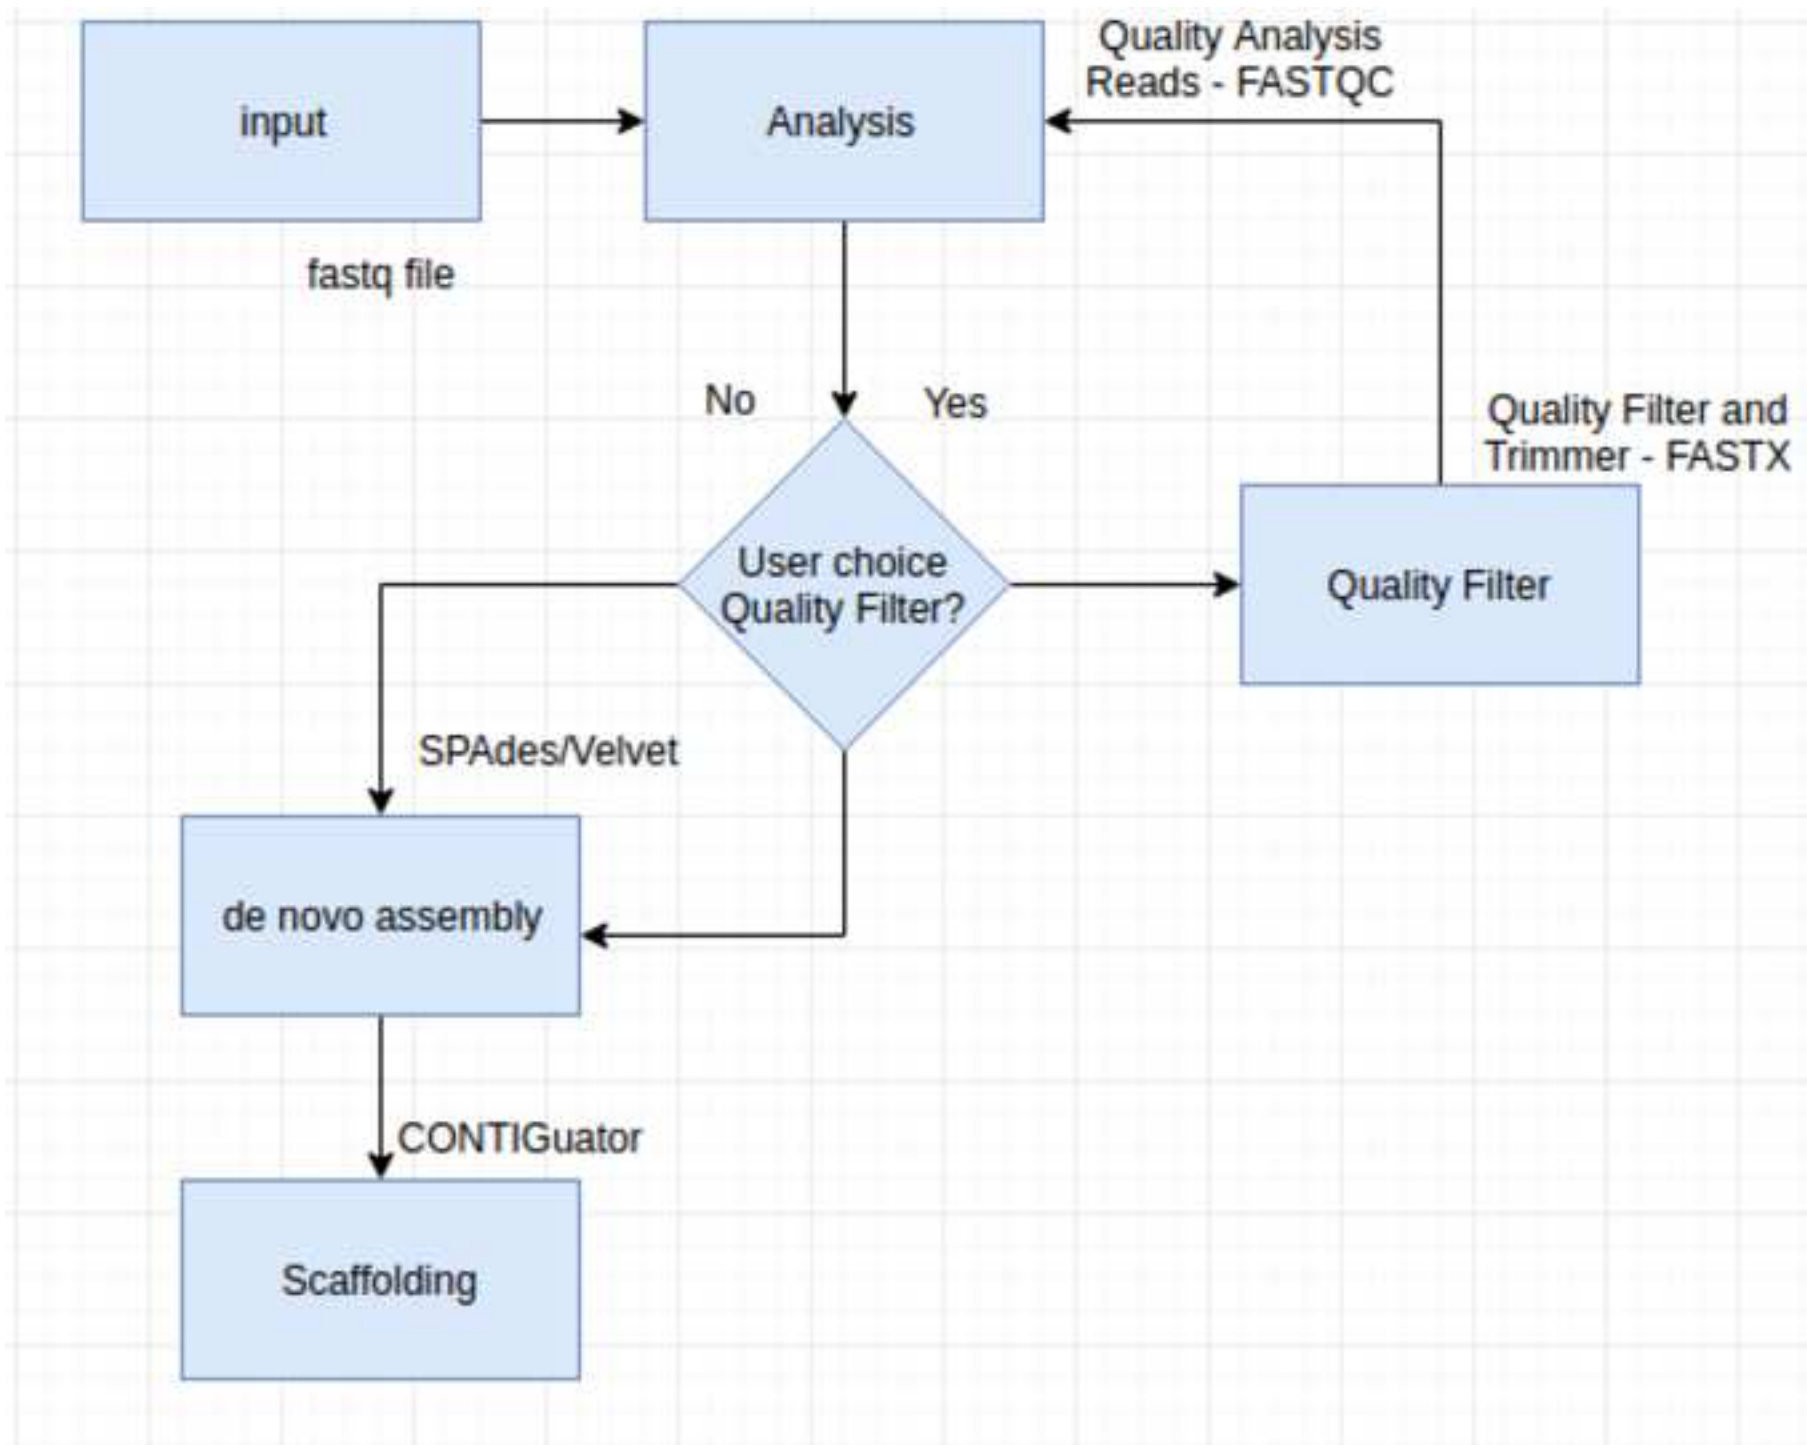 input
Analysis
Quality Analysis
Reads - FASTQC
fastq file
No
Yes
Quality Filter and
Trimmer - FASTX
User choice
Quality Filter?
Quality Filter
SPAdes/Velvet
de novo assembly
CONTIGuator
Scaffolding